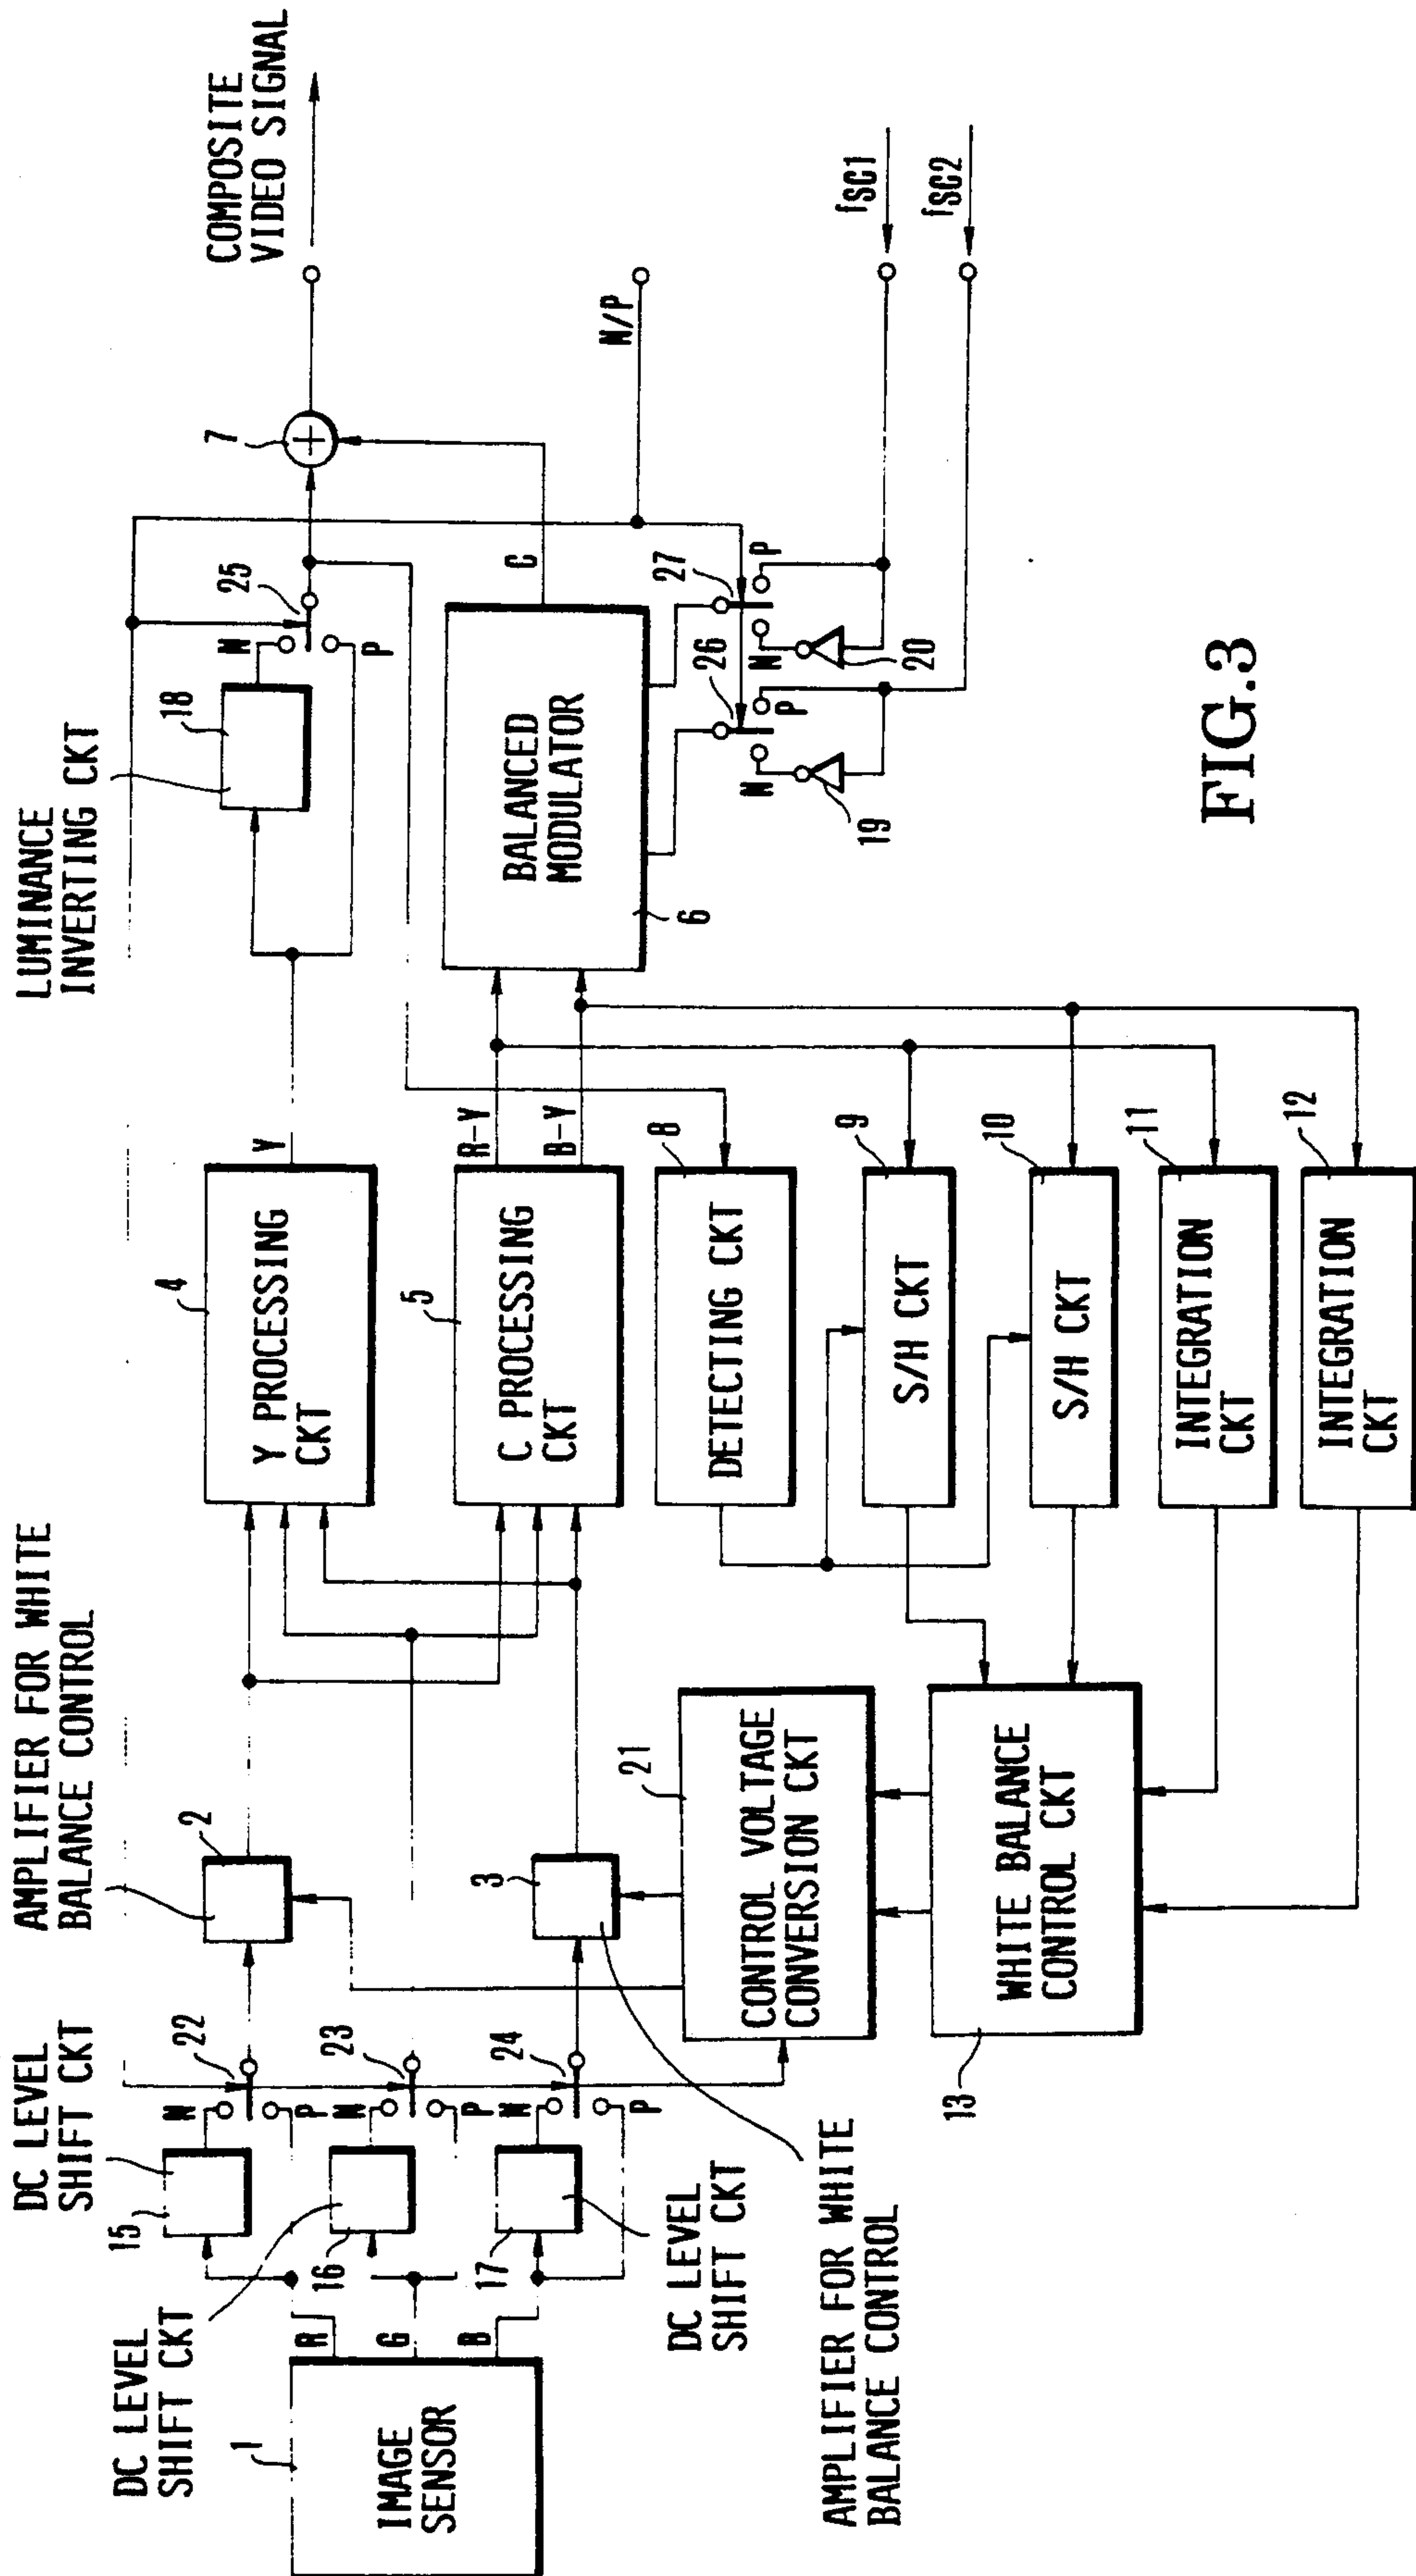 COMPOSITE
VIDEO SIGNAL
LUMINANCE
INVERTING CKT
AMPLIFIER FOR WHITE
BALANCE CONTROL
DC LEVEL
SHIFT CKT
DC LEVEL
SHIFT CKT
1
IMAGE
SENSOR
R
G
B
15
16
17
N
P
N
P
N
P
22
23
24
DC LEVEL
SHIFT CKT
AMPLIFIER FOR WHITE
BALANCE CONTROL
2
3
4
Y PROCESSING
CKT
Y
5
C PROCESSING
CKT
R-Y
B-Y
18
N
P
25
7
C
BALANCED
MODULATOR
6
N/P
26
27
N
P
N
P
19
20
fSC1
fSC2
8
DETECTING CKT
9
S/H CKT
10
S/H CKT
11
INTEGRATION
CKT
12
INTEGRATION
CKT
21
CONTROL VOLTAGE
CONVERSION CKT
WHITE BALANCE
CONTROL CKT
13
FIG.3